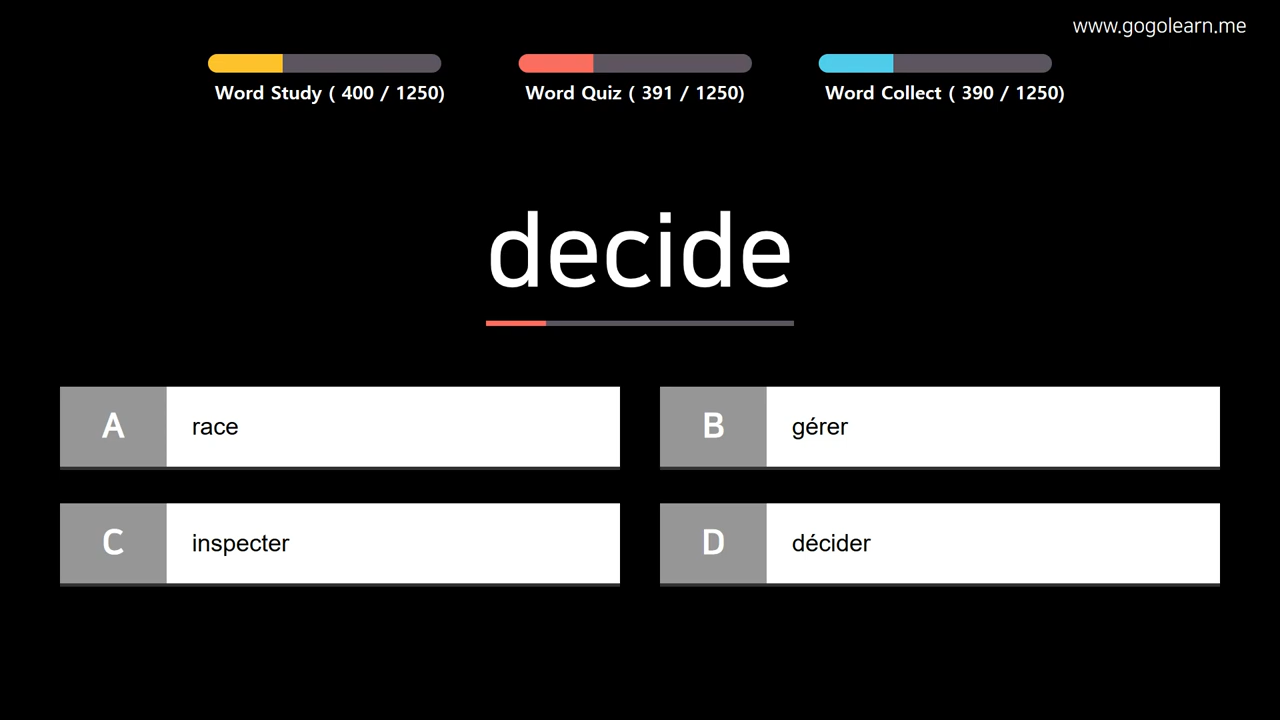 www.gogolearn.me
Word Study ( 400 / 1250)
Word Quiz ( 391 / 1250)
Word Collect ( 390 / 1250)
decide
A race
B gérer
C inspecter
D décider